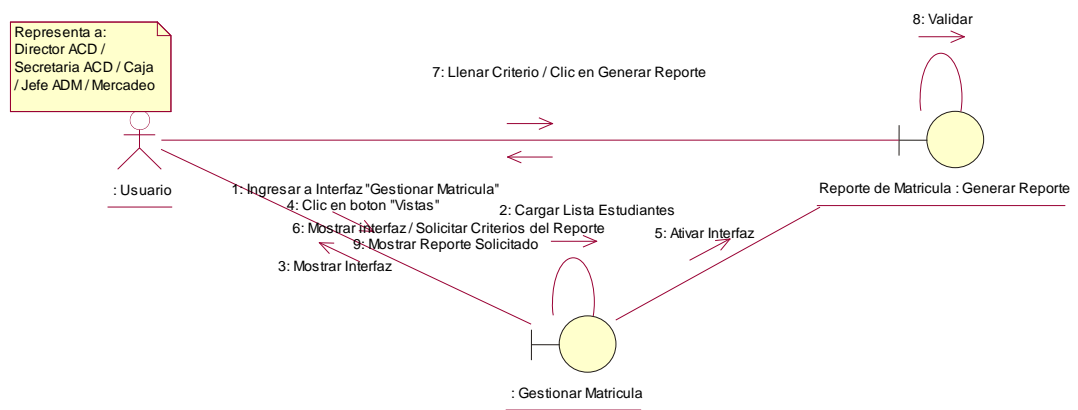 Representa a:
Director ACD /
Secretaria ACD / Caja
/ Jefe ADM / Mercadeo
8: Validar
7: Llenar Criterio / Clic en Generar Reporte
: Usuario
Reporte de Matricula : Generar Reporte
1: Ingresar a Interfaz "Gestionar Matricula"
4: Clic en boton "Vistas"
2: Cargar Lista Estudiantes
6: Mostrar Interfaz / Solicitar Criterios del Reporte
9: Mostrar Reporte Solicitado
5: Ativar Interfaz
3: Mostrar Interfaz
: Gestionar Matricula